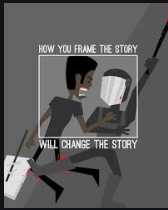 HOW YOU FRAME THE STORY
WILL CHANGE THE STORY